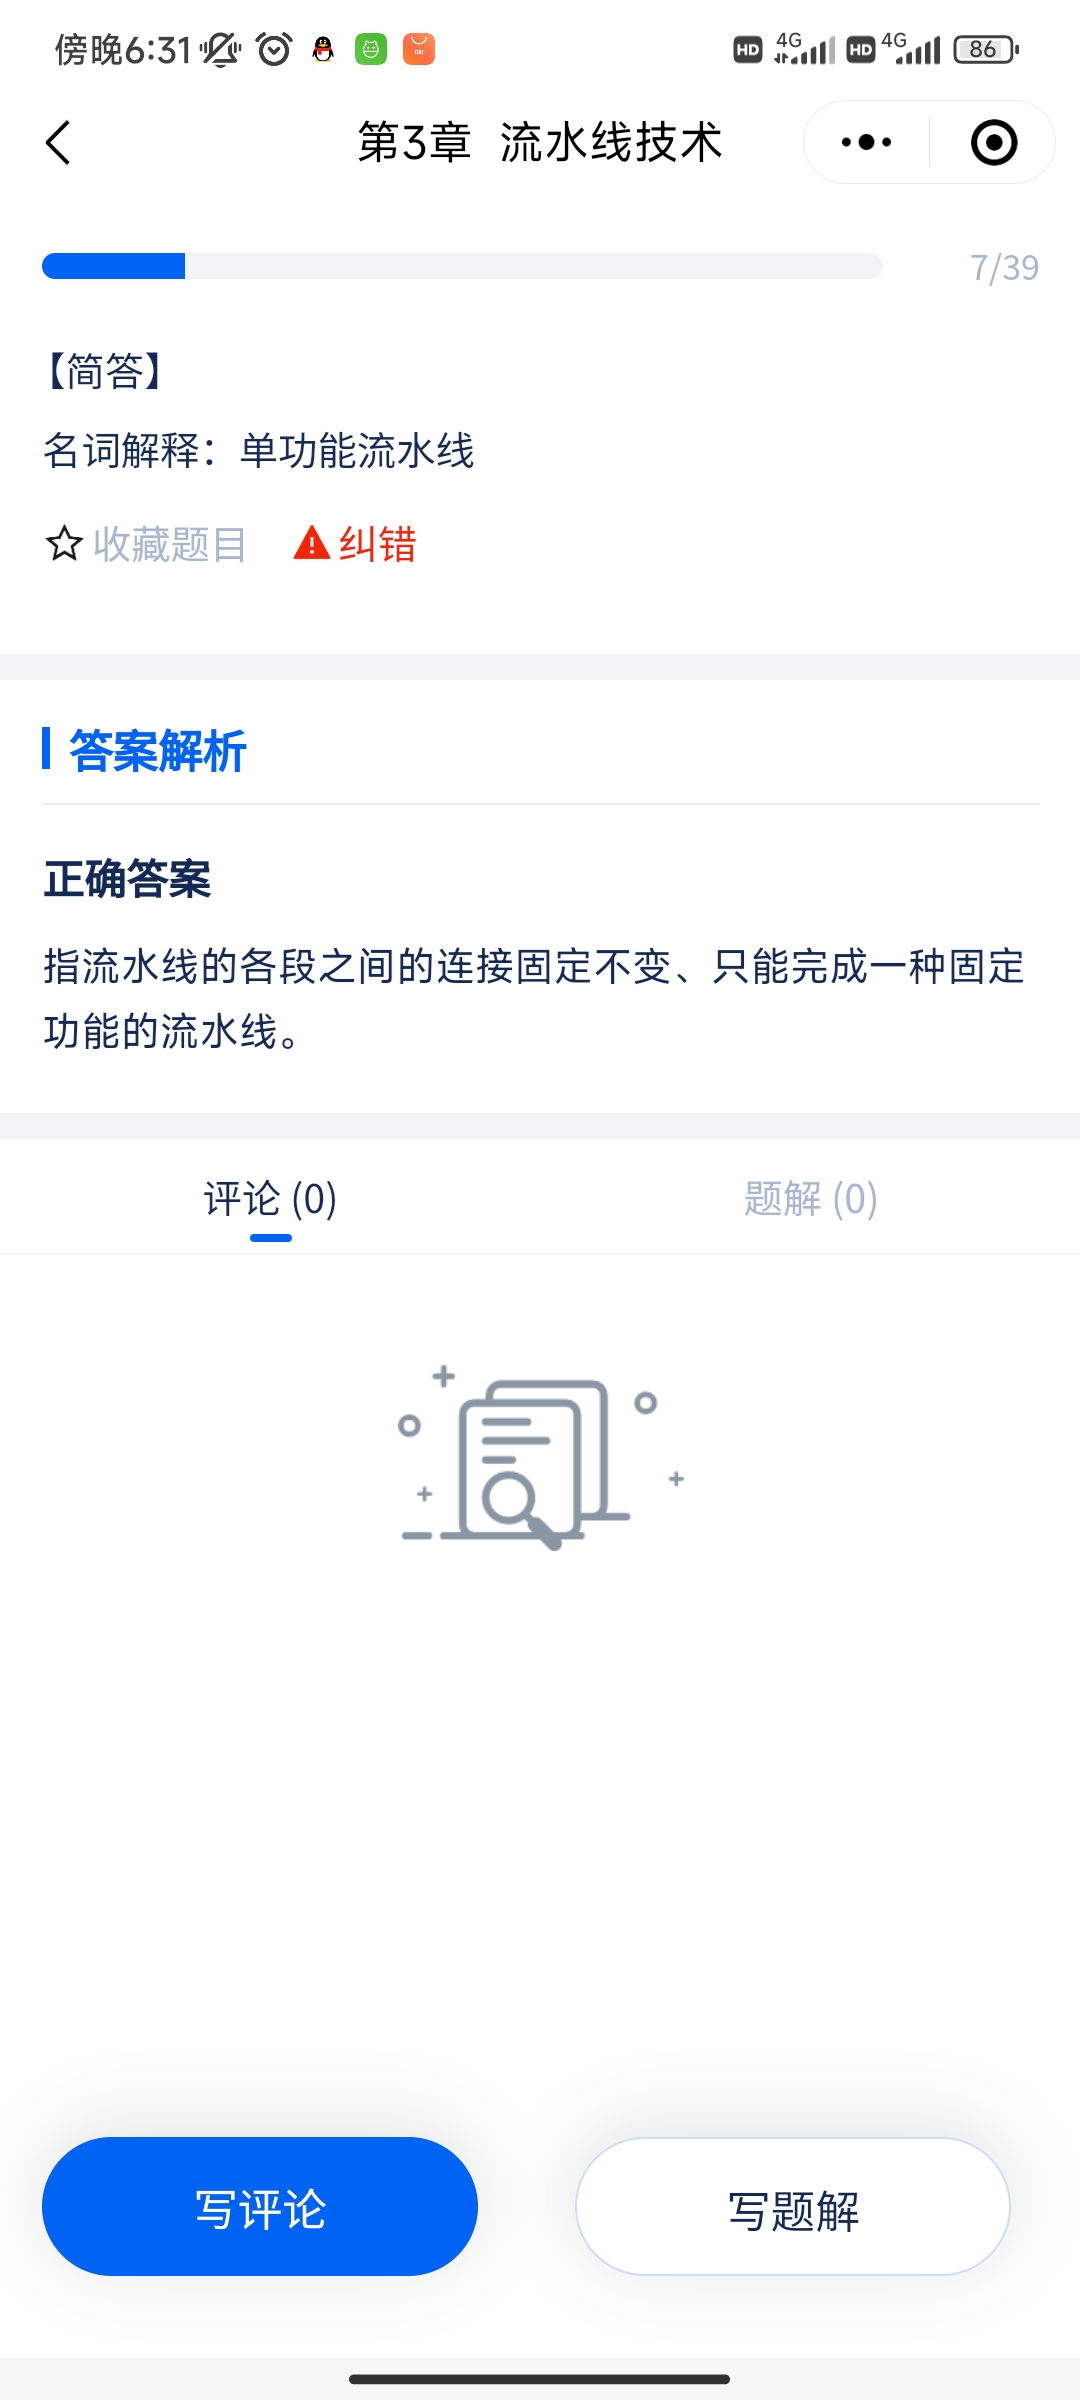 傍晚6:31
HD 4G HD 4G 86
第3章 流水线技术
7/39
【简答】
名词解释：单功能流水线
收藏题目 纠错
答案解析
正确答案
指流水线的各段之间的连接固定不变、只能完成一种固定
功能的流水线。
评论 (0) 题解 (0)
写评论 写题解